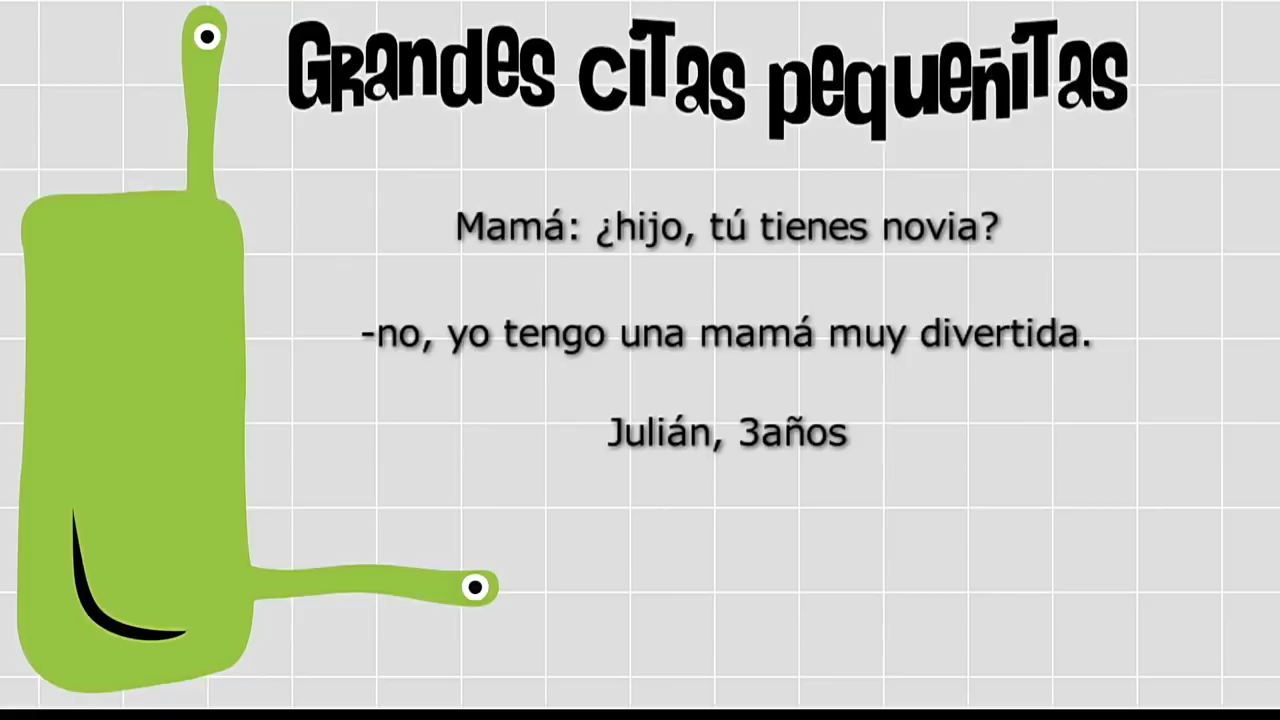 Grandes citas pequeñitas
Mamá: ¿hijo, tú tienes novia?
-no, yo tengo una mamá muy divertida.
Julián, 3años